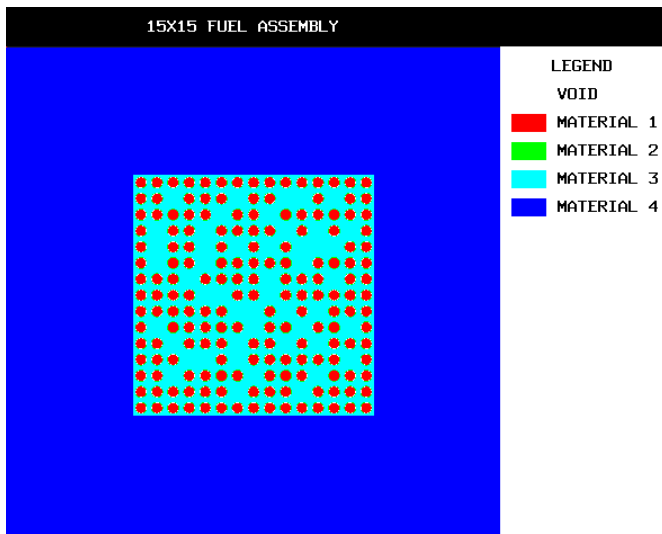 15X15 FUEL ASSEMBLY
LEGEND
VOID
MATERIAL 1
MATERIAL 2
MATERIAL 3
MATERIAL 4